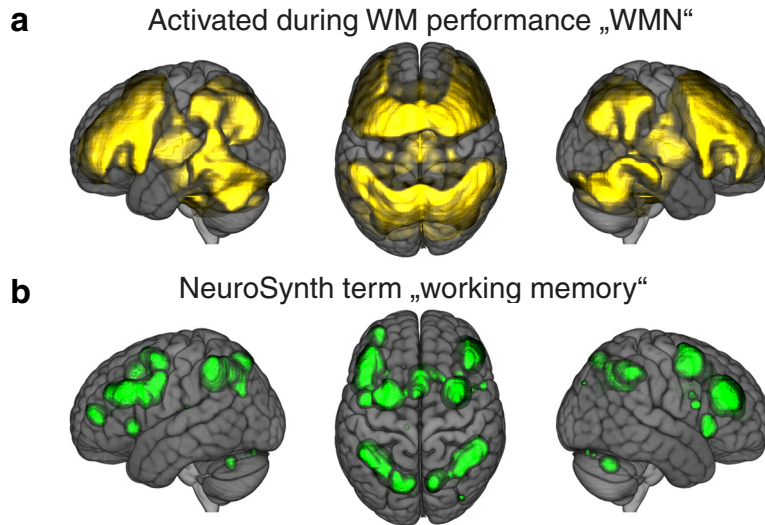 a
Activated during WM performance „WMN“
b
NeuroSynth term „working memory“